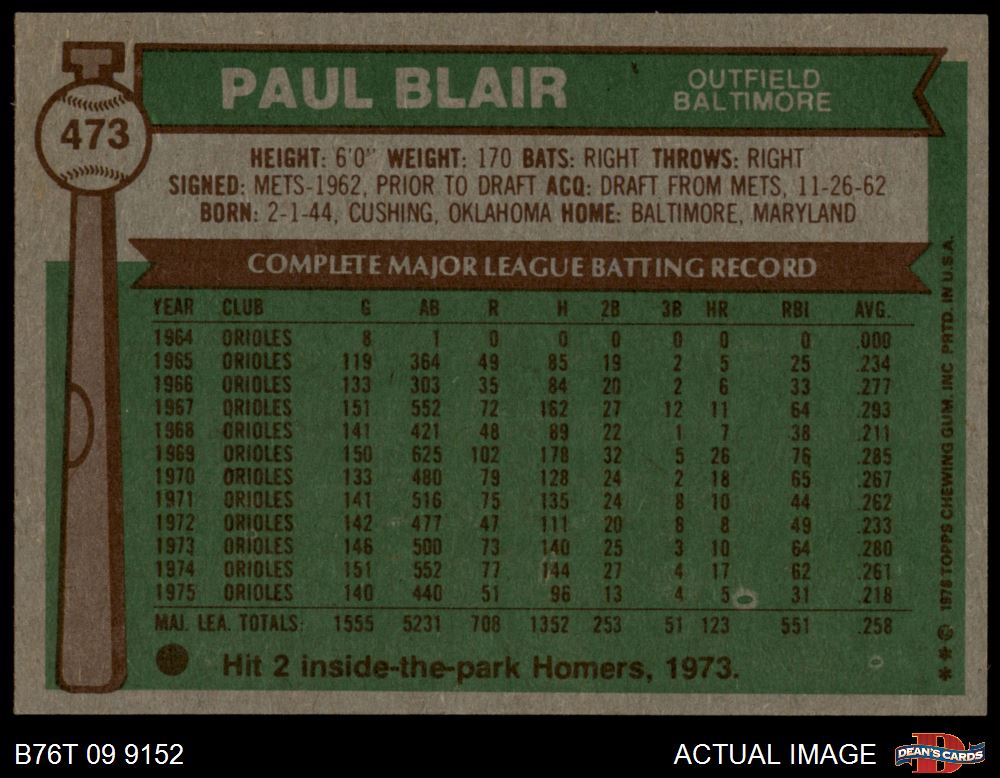 473
PAUL BLAIR
OUTFIELD
BALTIMORE
HEIGHT: 6'0" WEIGHT: 170 BATS: RIGHT THROWS: RIGHT
SIGNED: METS-1962, PRIOR TO DRAFT ACQ: DRAFT FROM METS, 11-26-62
BORN: 2-1-44, CUSHING, OKLAHOMA HOME: BALTIMORE, MARYLAND
COMPLETE MAJOR LEAGUE BATTING RECORD
YEAR CLUB G AB R H 2B 3B HR RBI AVG.
1964 ORIOLES 8 1 0 0 0 0 0 0 .000
1965 ORIOLES 119 364 49 85 19 2 5 25 .234
1966 ORIOLES 133 303 35 84 20 2 6 33 .277
1967 ORIOLES 151 552 72 162 27 12 11 64 .293
1968 ORIOLES 141 421 48 89 22 1 7 38 .211
1969 ORIOLES 150 625 102 178 32 5 26 76 .285
1970 ORIOLES 133 480 79 128 24 2 18 65 .267
1971 ORIOLES 141 516 75 135 24 8 10 44 .262
1972 ORIOLES 142 477 47 111 20 8 8 49 .233
1973 ORIOLES 146 500 73 140 25 3 10 64 .280
1974 ORIOLES 151 552 77 144 27 4 17 62 .261
1975 ORIOLES 140 440 51 96 13 4 5 31 .218
MAJ. LEA. TOTALS: 1555 5231 708 1352 253 51 123 551 .258
Hit 2 inside-the-park Homers, 1973.
**© 1976 TOPPS CHEWING GUM, INC PRTD. IN U.S.A.
B76T 09 9152
ACTUAL IMAGE
DEAN'S CARDS